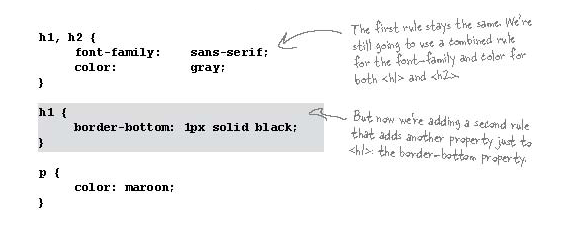 h1, h2 {
font-family: sans-serif;
color: gray;
}
The first rule stays the same. We're
still going to use a combined rule
for the font-family and color for
both <h1> and <h2>.
h1 {
border-bottom: 1px solid black;
}
But now we're adding a second rule
that adds another property just to
<h1>: the border-bottom property.
p {
color: maroon;
}